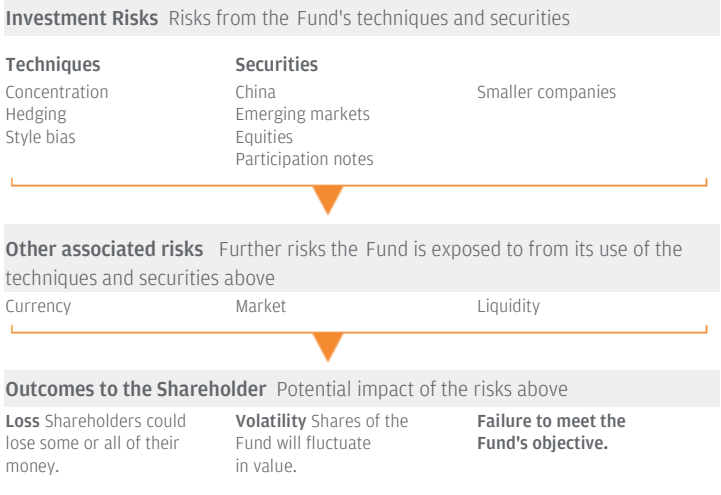 Investment Risks Risks from the Fund's techniques and securities
Techniques Securities
Concentration China Smaller companies
Hedging Emerging markets
Style bias Equities
Participation notes
Other associated risks Further risks the Fund is exposed to from its use of the
techniques and securities above
Currency Market Liquidity
Outcomes to the Shareholder Potential impact of the risks above
Loss Shareholders could
lose some or all of their
money.
Volatility Shares of the
Fund will fluctuate
in value.
Failure to meet the
Fund's objective.